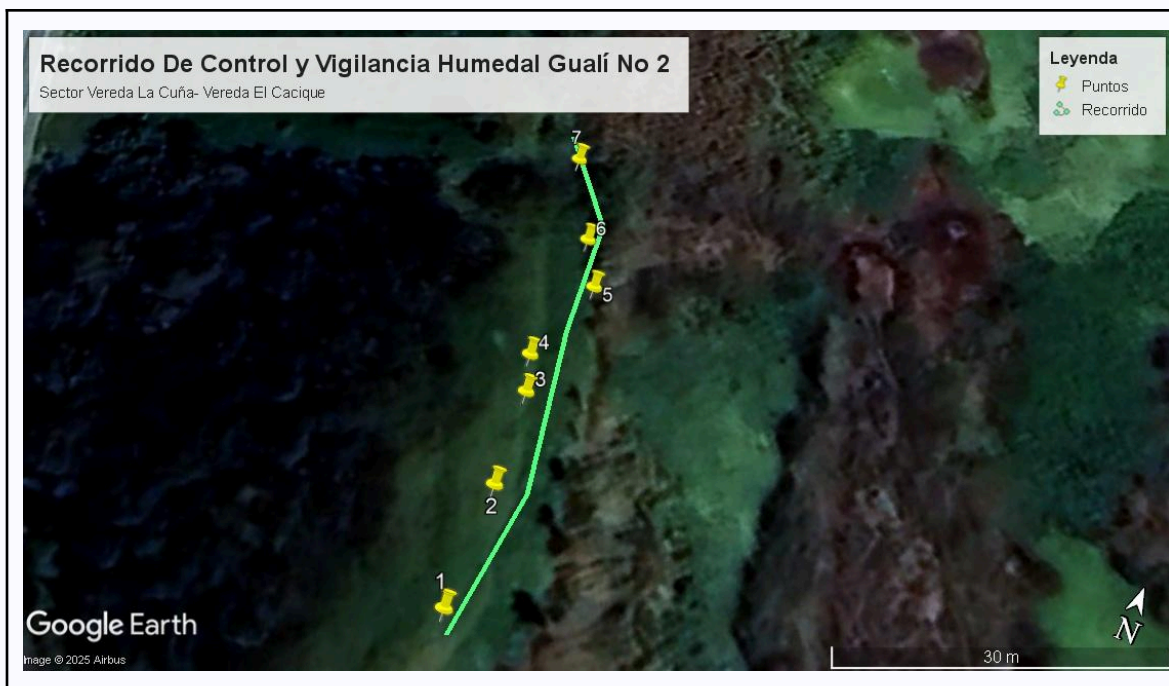 Recorrido De Control y Vigilancia Humedal Gualí No 2
Sector Vereda La Cuña- Vereda El Cacique
Leyenda
Puntos
Recorrido
7
6
5
4
3
2
1
Google Earth
Image © 2025 Airbus
N
30 m